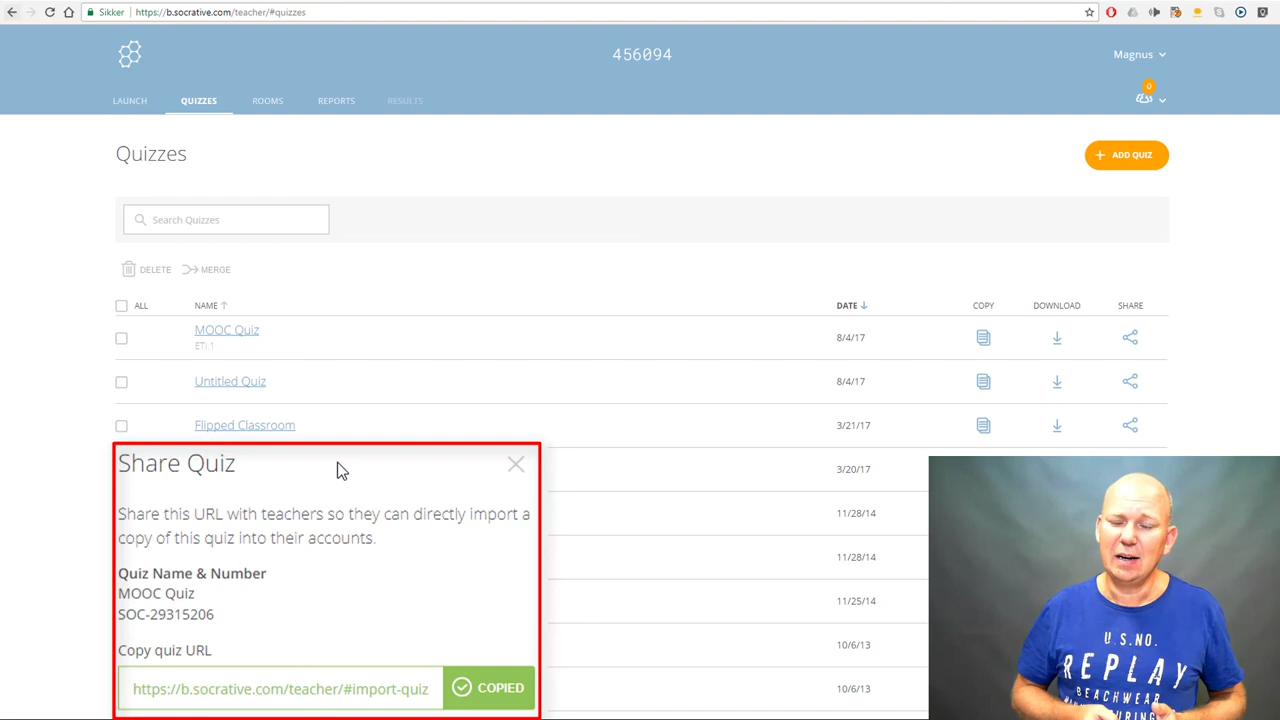 Sikker https://b.socrative.com/teacher/#quizzes
456094
Magnus
0
LAUNCH QUIZZES ROOMS REPORTS RESULTS
Quizzes
+ ADD QUIZ
Search Quizzes
DELETE MERGE
ALL NAME DATE COPY DOWNLOAD SHARE
MOOC Quiz 8/4/17
ETI.1
Untitled Quiz 8/4/17
Flipped Classroom 3/21/17
3/20/17
11/28/14
11/28/14
11/25/14
10/6/13
10/6/13
Share Quiz
Share this URL with teachers so they can directly import a
copy of this quiz into their accounts.
Quiz Name & Number
MOOC Quiz
SOC-29315206
Copy quiz URL
https://b.socrative.com/teacher/#import-quiz COPIED
U.S.NO.
REPLAY
BEACHWEAR